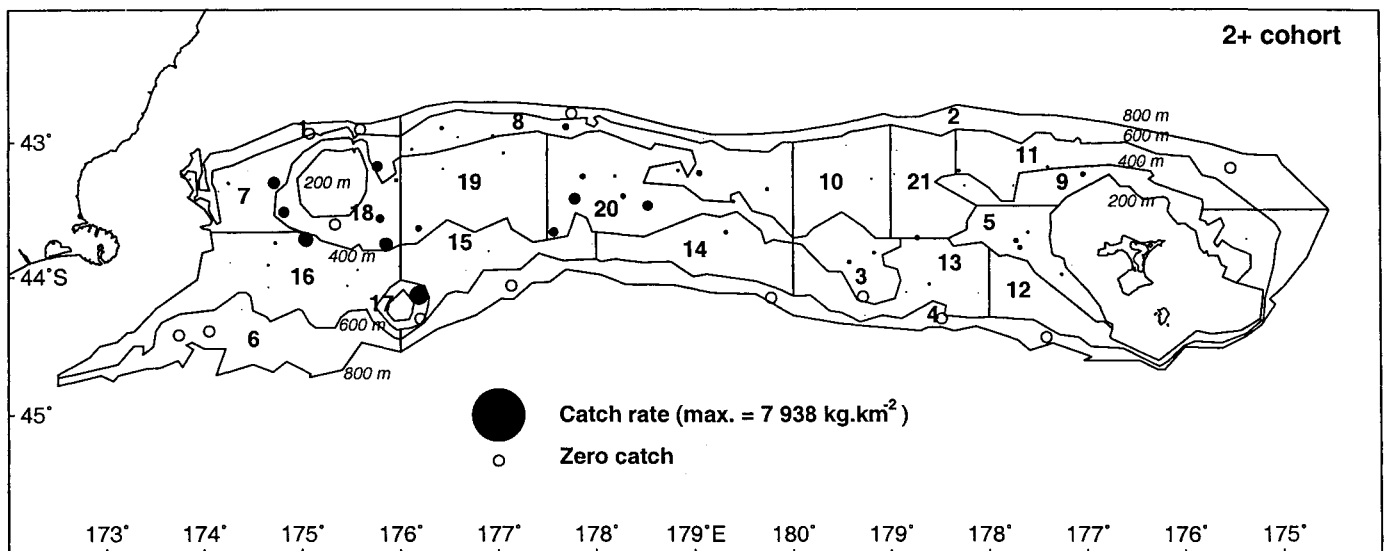 2+ cohort
800 m
600 m
400 m
200 m
43°
44°S
45°
1
8
2
11
7
200 m
18
400 m
19
20
10
21
9
5
16
15
14
3
13
12
17
600 m
6
800 m
4
Catch rate (max. = 7 938 kg.km-2)
Zero catch
173° 174° 175° 176° 177° 178° 179°E 180° 179° 178° 177° 176° 175°